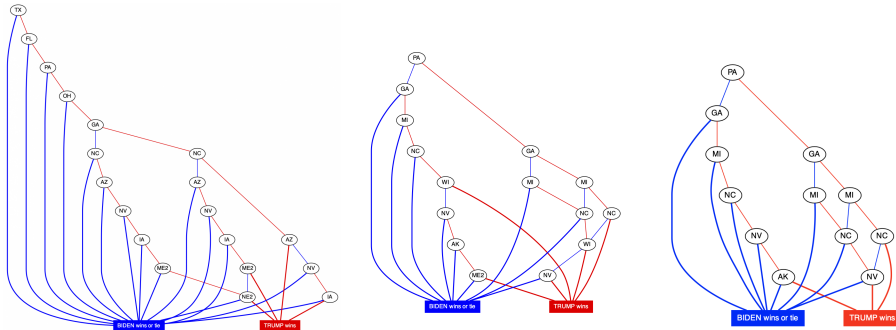 TX
FL
PA
OH
GA
NC NC
AZ AZ
NV NV
IA IA AZ
ME2 ME2 NV
NE2 IA
BIDEN wins or tie TRUMP wins
PA
GA
MI
NC GA
WI MI MI
NV NC NC
AK WI
ME2 NV
BIDEN wins or tie TRUMP wins
PA
GA
MI GA
NC MI MI
NV NC NC
AK NV
BIDEN wins or tie TRUMP wins